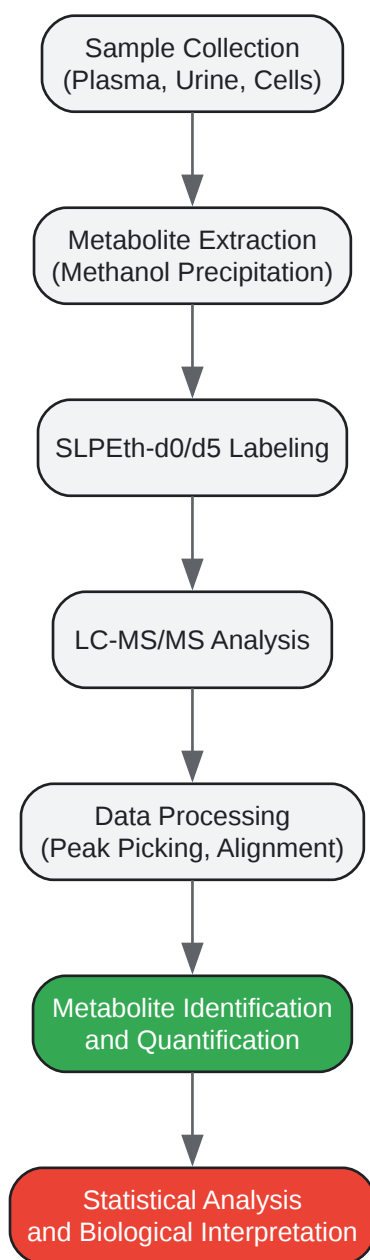 Sample Collection
(Plasma, Urine, Cells)
Metabolite Extraction
(Methanol Precipitation)
SLPEth-d0/d5 Labeling
LC-MS/MS Analysis
Data Processing
(Peak Picking, Alignment)
Metabolite Identification
and Quantification
Statistical Analysis
and Biological Interpretation